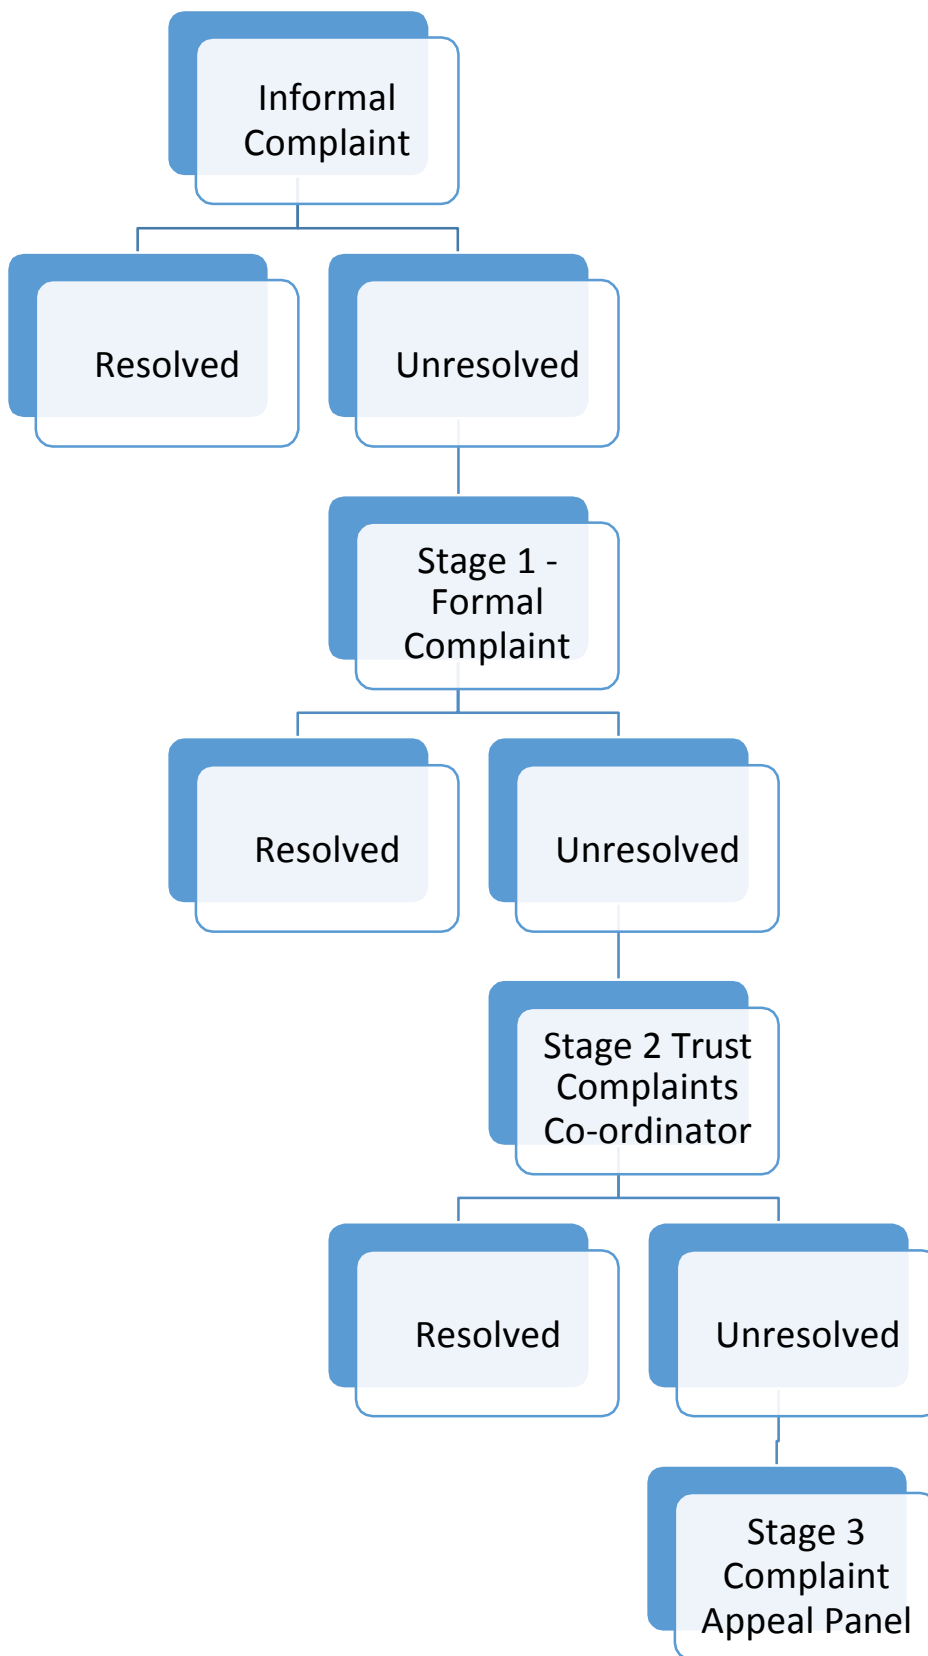 Informal
Complaint
Resolved
Unresolved
Stage 1 -
Formal
Complaint
Resolved
Unresolved
Stage 2 Trust
Complaints
Co-ordinator
Resolved
Unresolved
Stage 3
Complaint
Appeal Panel